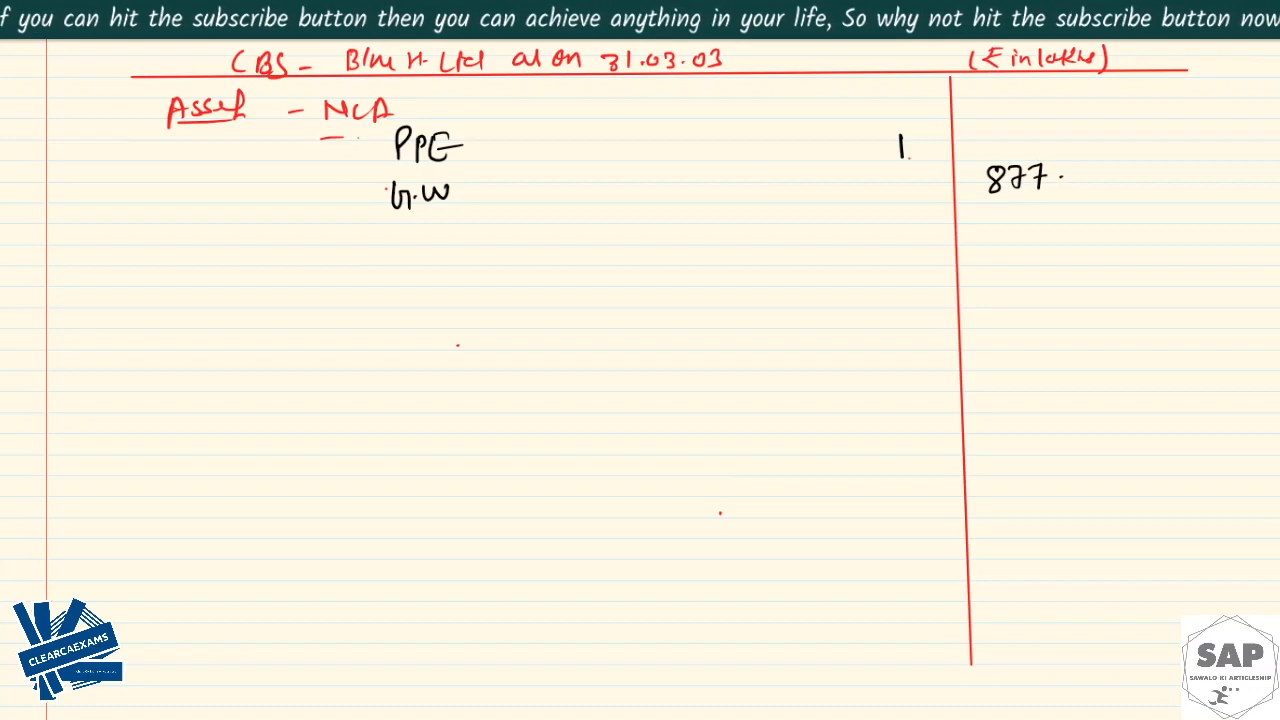 f you can hit the subscribe button then you can achieve anything in your life, So why not hit the subscribe button now
CBS - Blue H. Ltd as on 31.03.03 (₹ in lakhs)
Asset - NCA
PPE 1.
877.
G.W
CLEARCAEXAMS
SAP
SAWALO KI ARTICLESHIP